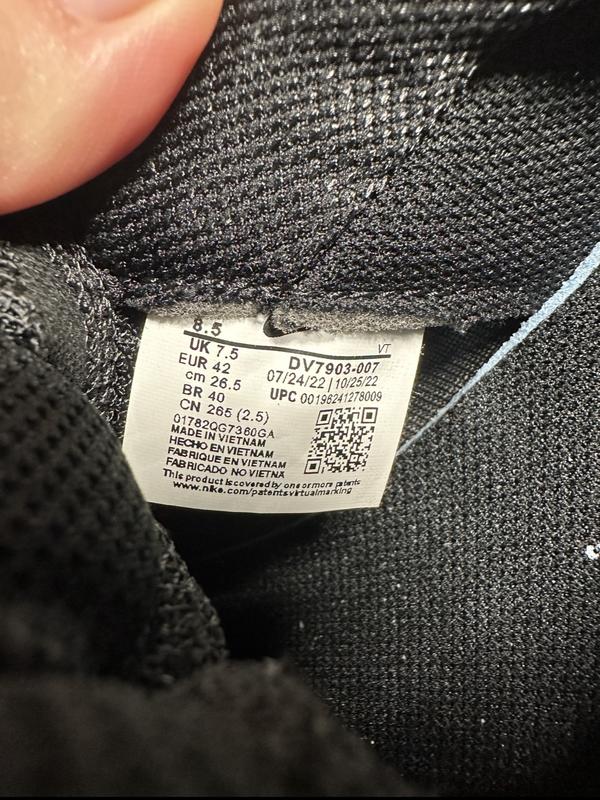 8.5
UK 7.5
VT
EUR 42
DV7903-007
cm 26.5
07/24/22 | 10/25/22
BR 40
UPC 00196241278009
CN 265 (2.5)
01782QG7360GA
MADE IN VIETNAM
HECHO EN VIETNAM
FABRIQUE EN VIETNAM
FABRICADO NO VIETNA
This product is covered by one or more patents
www.nike.com/patentsvirtualmarking